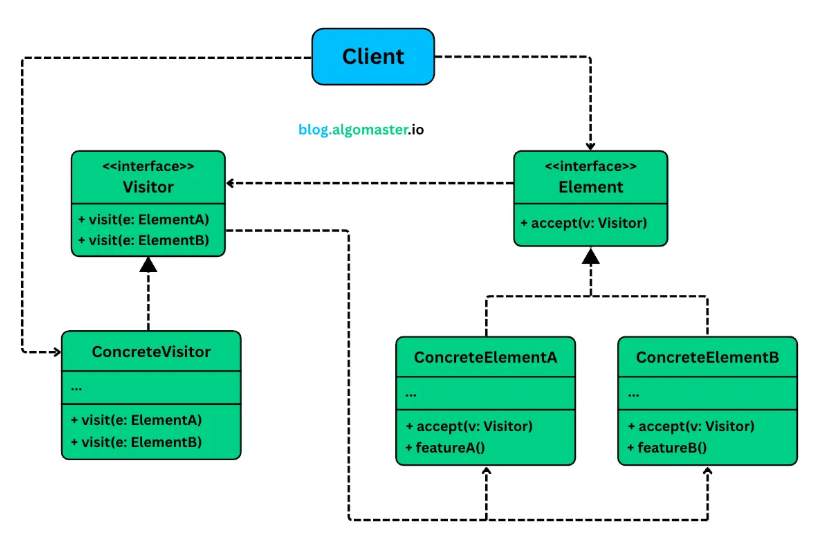 Client
blog.algomaster.io
<<interface>>
Visitor
+ visit(e: ElementA)
+ visit(e: ElementB)
<<interface>>
Element
+ accept(v: Visitor)
ConcreteVisitor
...
+ visit(e: ElementA)
+ visit(e: ElementB)
ConcreteElementA
...
+ accept(v: Visitor)
+ featureA()
ConcreteElementB
...
+ accept(v: Visitor)
+ featureB()